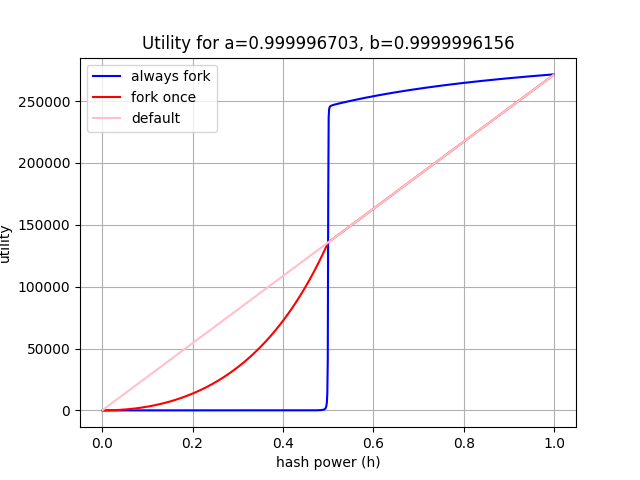 Utility for a=0.999996703, b=0.9999996156
always fork
fork once
default
250000
200000
150000
100000
50000
0
utility
0.0 0.2 0.4 0.6 0.8 1.0
hash power (h)